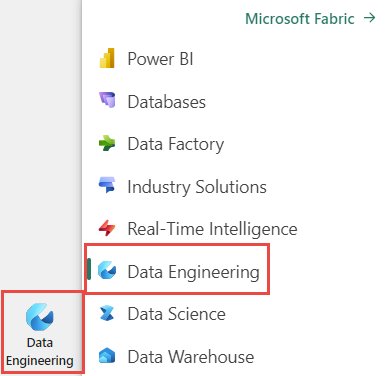 Microsoft Fabric →
Power BI
Databases
Data Factory
Industry Solutions
Real-Time Intelligence
Data Engineering
Data Science
Data Warehouse
Data
Engineering